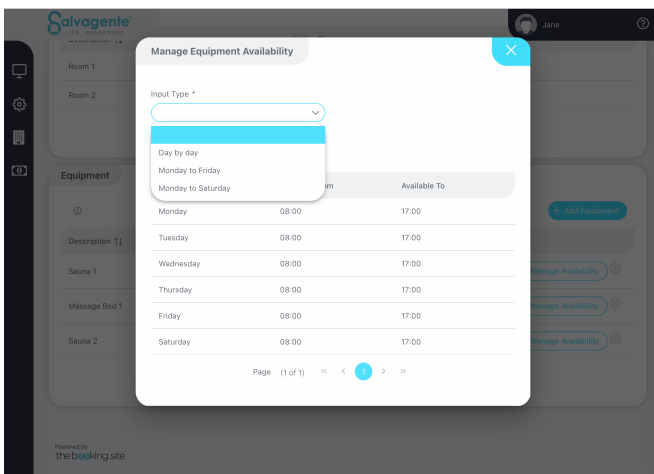 Salvagente
LIFE, PRESERVED
Jane
Manage Equipment Availability
Room 1
Room 2
Input Type *
Day by day
Monday to Friday
Monday to Saturday
Equipment
Available To
+ Add Equipment
Description
Monday 08:00 17:00
Tuesday 08:00 17:00
Wednesday 08:00 17:00
Thursday 08:00 17:00
Friday 08:00 17:00
Saturday 08:00 17:00
Sauna 1 Manage Availability
Massage Bed 1 Manage Availability
Sauna 2 Manage Availability
Page (1 of 1) « < 1 > »
Powered by
thebooking.site